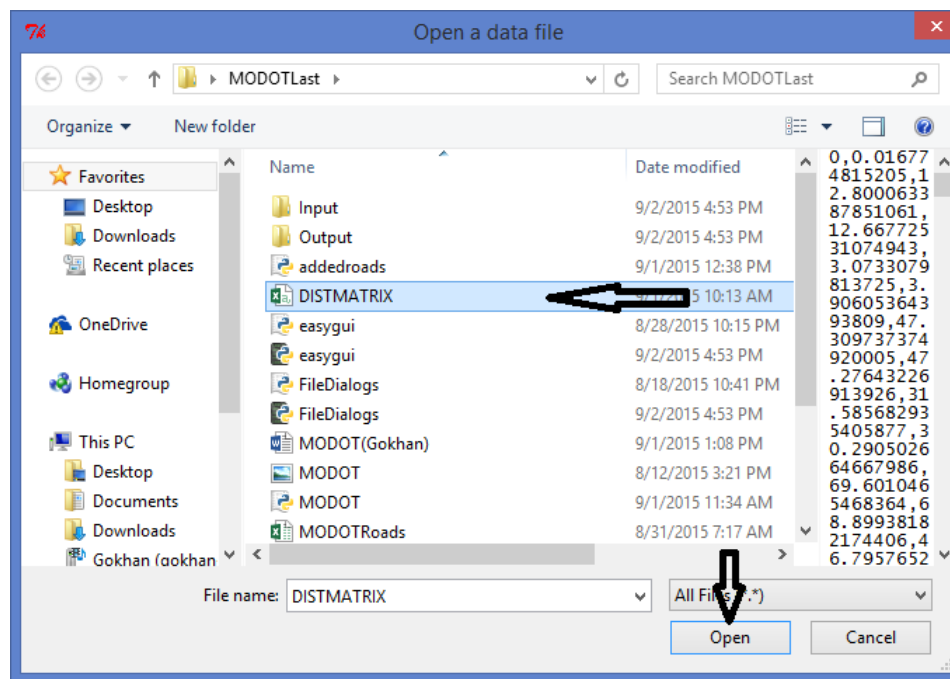 Open a data file
MODOTLast
Search MODOTLast
Organize
New folder
Favorites
Desktop
Downloads
Recent places
OneDrive
Homegroup
This PC
Desktop
Documents
Downloads
Gokhan (gokhan
Name
Date modified
Input 9/2/2015 4:53 PM
Output 9/2/2015 4:53 PM
addedroads 9/1/2015 12:38 PM
DISTMATRIX 9/1/2015 10:13 AM
easygui 8/28/2015 10:15 PM
easygui 9/2/2015 4:53 PM
FileDialogs 8/18/2015 10:41 PM
FileDialogs 9/2/2015 4:53 PM
MODOT(Gokhan) 9/1/2015 1:08 PM
MODOT 8/12/2015 3:21 PM
MODOT 9/1/2015 11:34 AM
MODOTRoads 8/31/2015 7:17 AM
0,0.01677
4815205,1
2.8000633
87851061,
12.667725
31074943,
3.0733079
813725,3.
906053643
93809,47.
309737374
920005,47
.27643226
913926,31
.58568293
5405877,3
0.2905026
64667986,
69.601046
5468364,6
8.8993818
2174406,4
6.7957652
File name: DISTMATRIX
All Files (*.*)
Open
Cancel